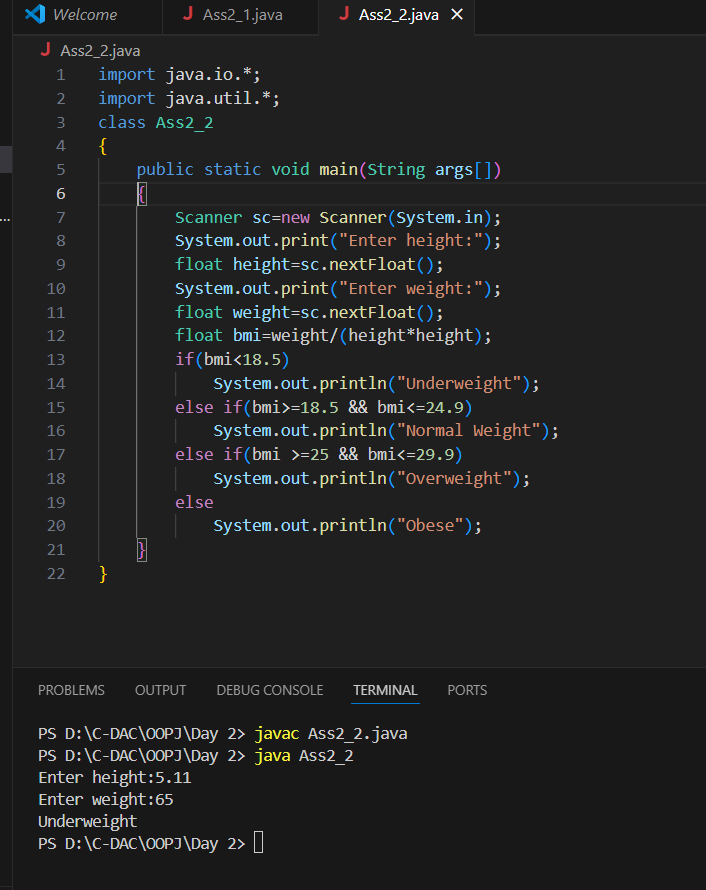 Welcome
J Ass2_1.java
J Ass2_2.java ×
J Ass2_2.java
1 import java.io.*;
2 import java.util.*;
3 class Ass2_2
4 {
5     public static void main(String args[])
6     {
7         Scanner sc=new Scanner(System.in);
8         System.out.print("Enter height:");
9         float height=sc.nextFloat();
10         System.out.print("Enter weight:");
11         float weight=sc.nextFloat();
12         float bmi=weight/(height*height);
13         if(bmi<18.5)
14             System.out.println("Underweight");
15         else if(bmi>=18.5 && bmi<=24.9)
16             System.out.println("Normal Weight");
17         else if(bmi >=25 && bmi<=29.9)
18             System.out.println("Overweight");
19         else
20             System.out.println("Obese");
21     }
22 }
PROBLEMS OUTPUT DEBUG CONSOLE TERMINAL PORTS
PS D:\C-DAC\OOPJ\Day 2> javac Ass2_2.java
PS D:\C-DAC\OOPJ\Day 2> java Ass2_2
Enter height:5.11
Enter weight:65
Underweight
PS D:\C-DAC\OOPJ\Day 2>